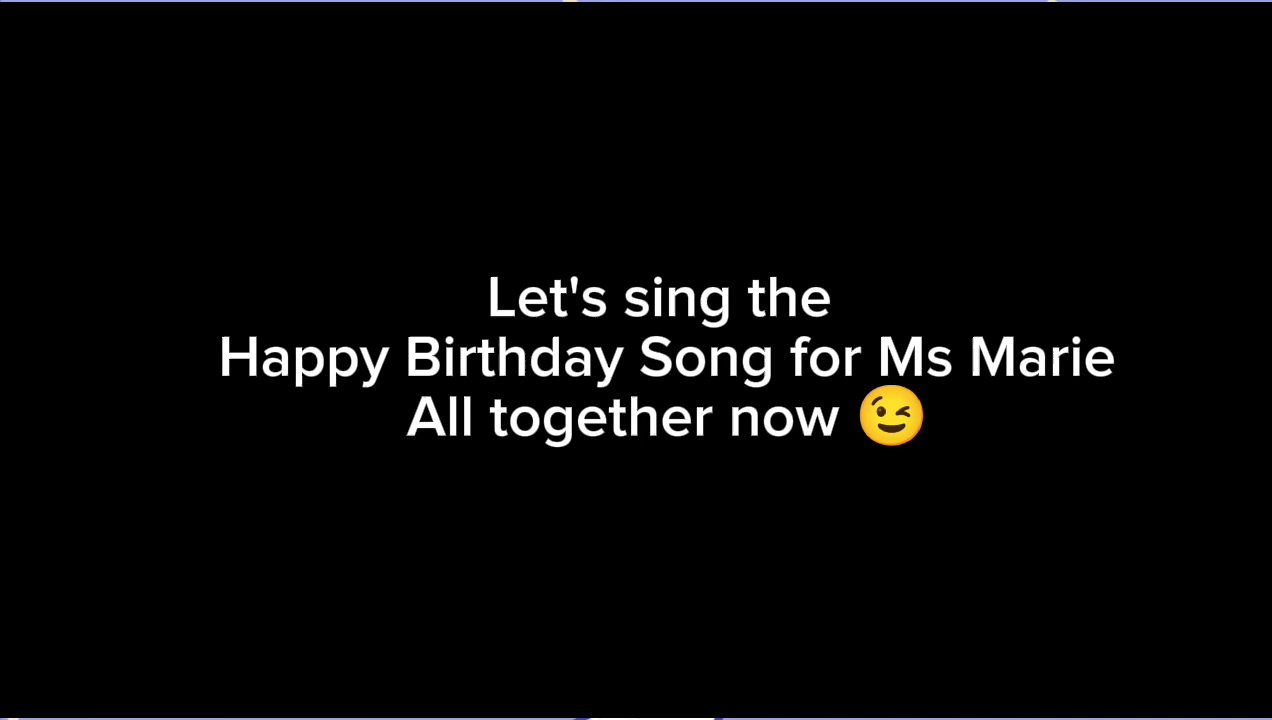 Let's sing the
Happy Birthday Song for Ms Marie
All together now 😉